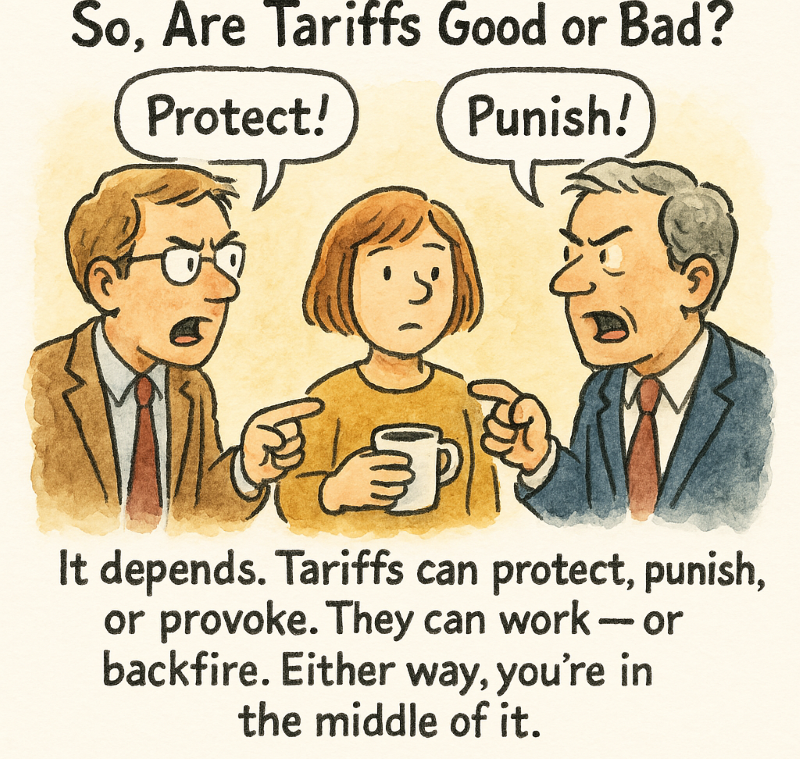 So, Are Tariffs Good or Bad?
Protect!
Punish!
It depends. Tariffs can protect, punish,
or provoke. They can work—or
backfire. Either way, you're in
the middle of it.